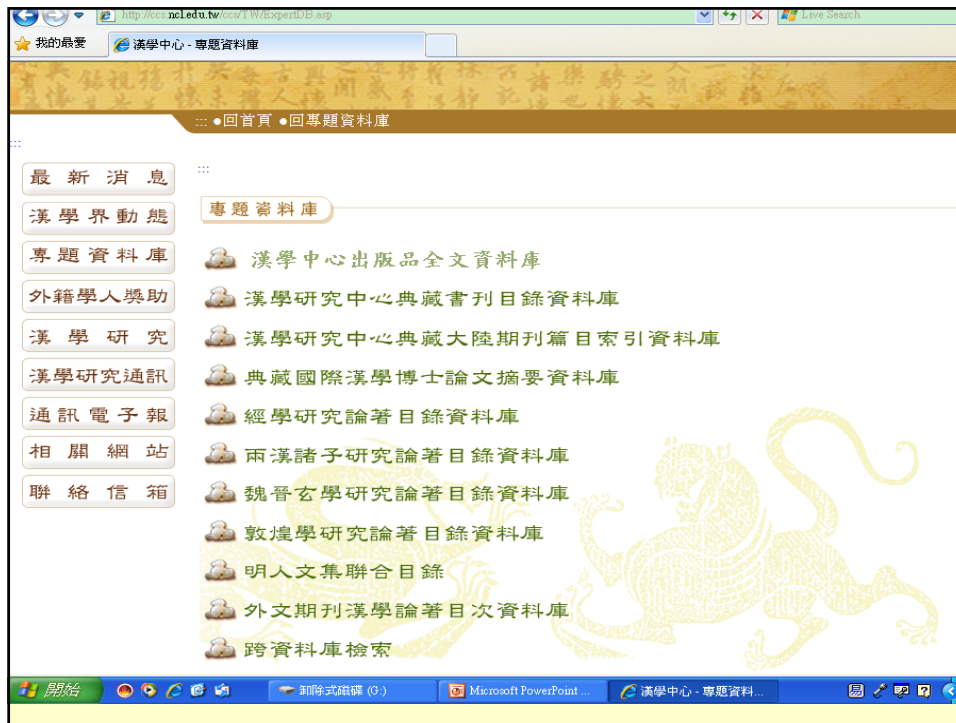 http://ccs.ncl.edu.tw/ccs/TW/ExpertDB.asp
Live Search
我的最愛
漢學中心 - 專題資料庫
::: ●回首頁 ●回專題資料庫
:::
:::
最新消息
漢學界動態
專題資料庫
外籍學人獎助
漢學研究
漢學研究通訊
通訊電子報
相關網站
聯絡信箱
專題資料庫
漢學中心出版品全文資料庫
漢學研究中心典藏書刊目錄資料庫
漢學研究中心典藏大陸期刊篇目索引資料庫
典藏國際漢學博士論文摘要資料庫
經學研究論著目錄資料庫
兩漢諸子研究論著目錄資料庫
魏晉玄學研究論著目錄資料庫
敦煌學研究論著目錄資料庫
明人文集聯合目錄
外文期刊漢學論著目次資料庫
跨資料庫檢索
開始
卸除式磁碟 (G:)
Microsoft PowerPoint ...
漢學中心 - 專題資料...